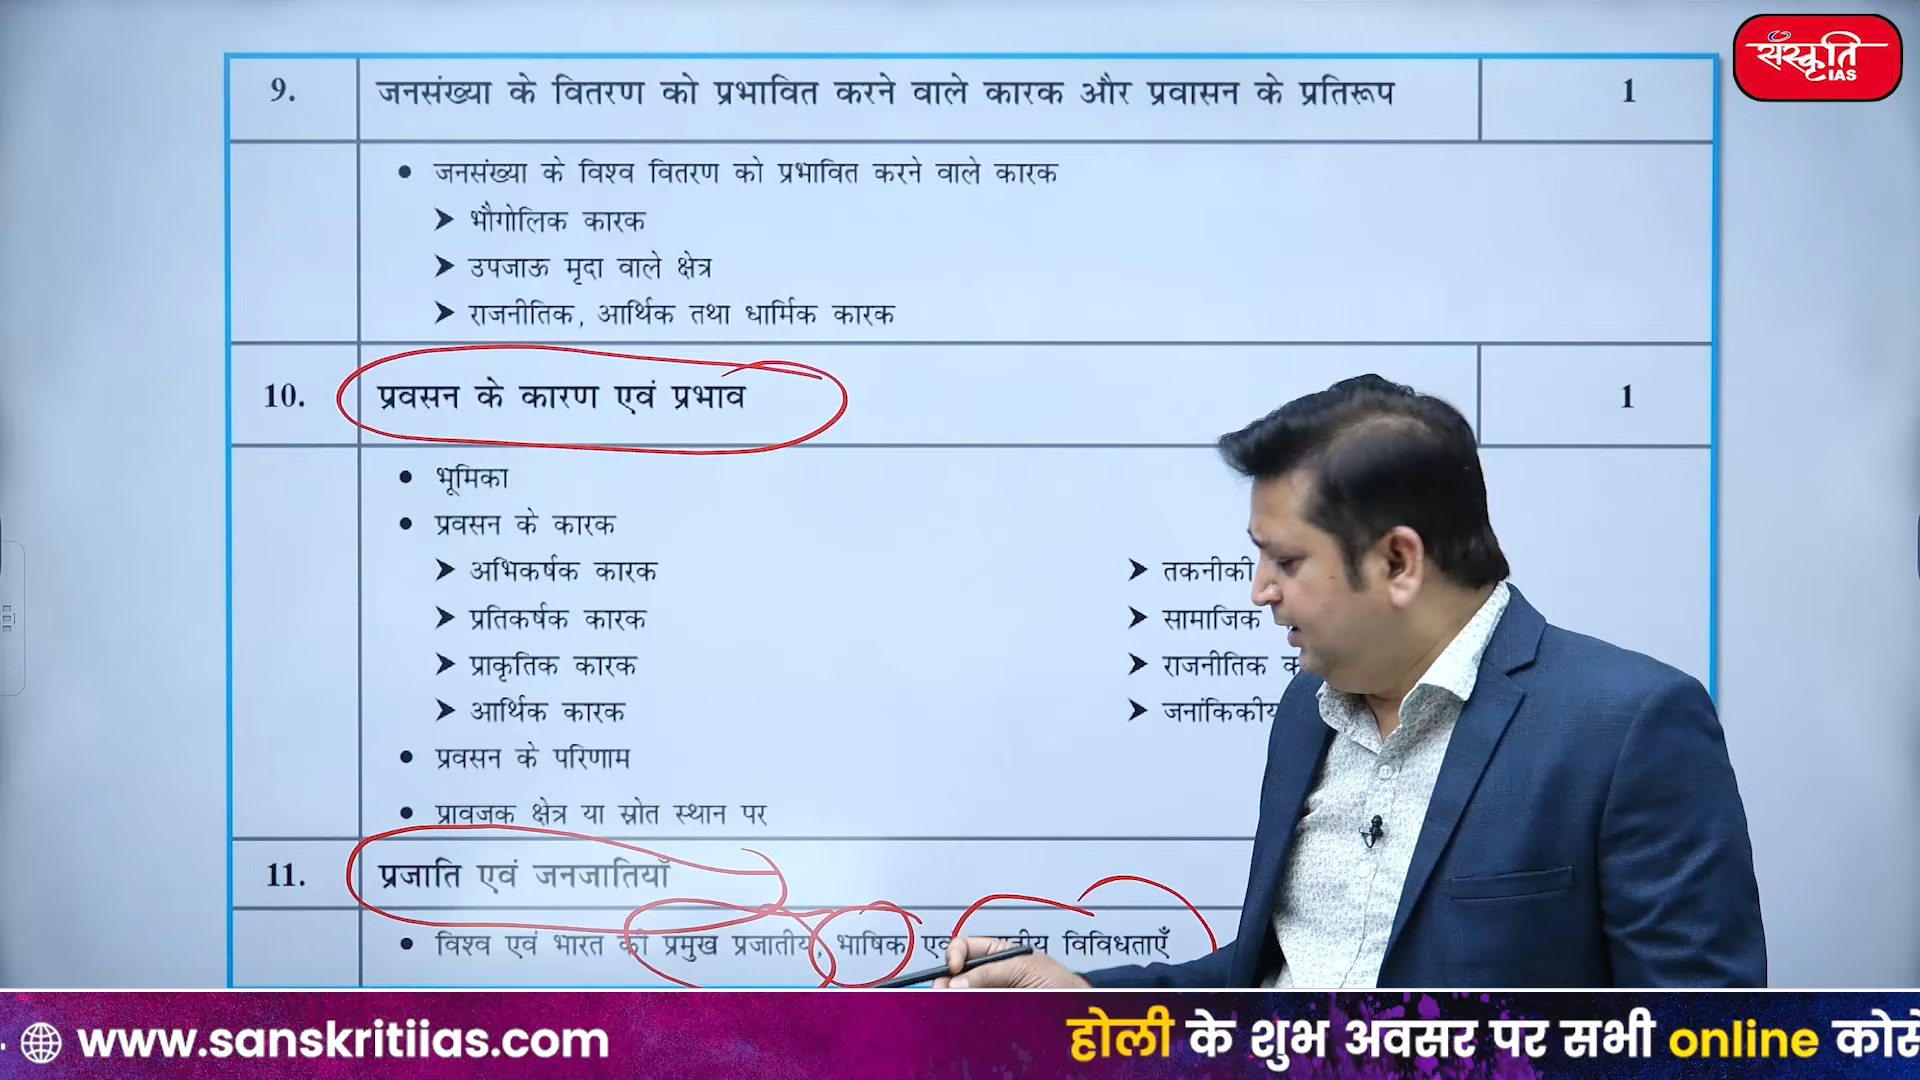 संस्कृति
IAS
9. जनसंख्या के वितरण को प्रभावित करने वाले कारक और प्रवासन के प्रतिरूप 1
• जनसंख्या के विश्व वितरण को प्रभावित करने वाले कारक
➤ भौगोलिक कारक
➤ उपजाऊ मृदा वाले क्षेत्र
➤ राजनीतिक, आर्थिक तथा धार्मिक कारक
10. प्रवसन के कारण एवं प्रभाव 1
• भूमिका
• प्रवसन के कारक
➤ अभिकर्षक कारक ➤ तकनीकी
➤ प्रतिकर्षक कारक ➤ सामाजिक
➤ प्राकृतिक कारक ➤ राजनीतिक
➤ आर्थिक कारक ➤ जनांकिकीय
• प्रवसन के परिणाम
• प्रावजक क्षेत्र या स्रोत स्थान पर
11. प्रजाति एवं जनजातियाँ
• विश्व एवं भारत की प्रमुख प्रजातीय, भाषिक एवं विविधताएँ
www.sanskritiias.com होली के शुभ अवसर पर सभी online